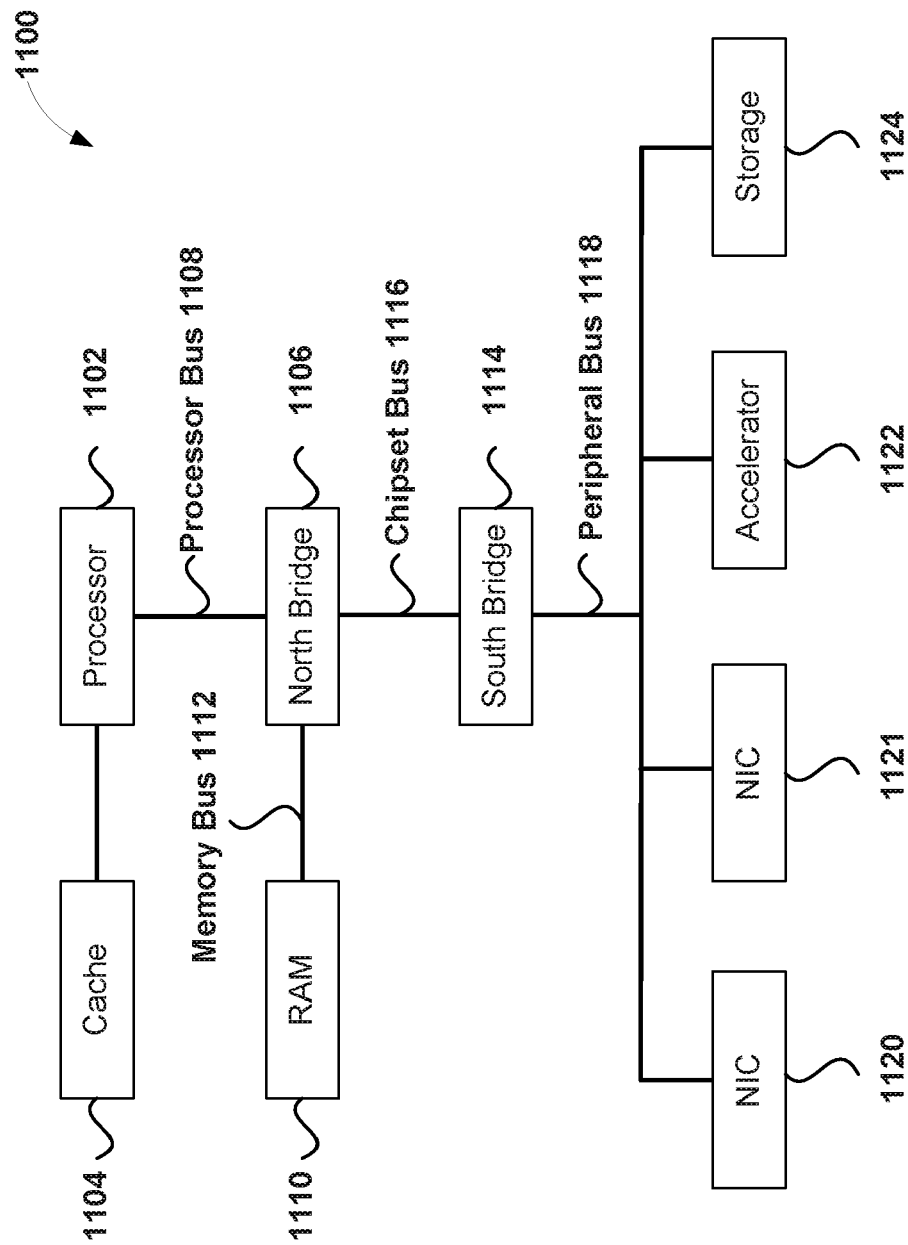 1100
1104
Cache
Processor
1102
Processor Bus 1108
Memory Bus 1112
1110
RAM
North Bridge
1106
Chipset Bus 1116
South Bridge
1114
Peripheral Bus 1118
NIC
NIC
Accelerator
Storage
1120
1121
1122
1124